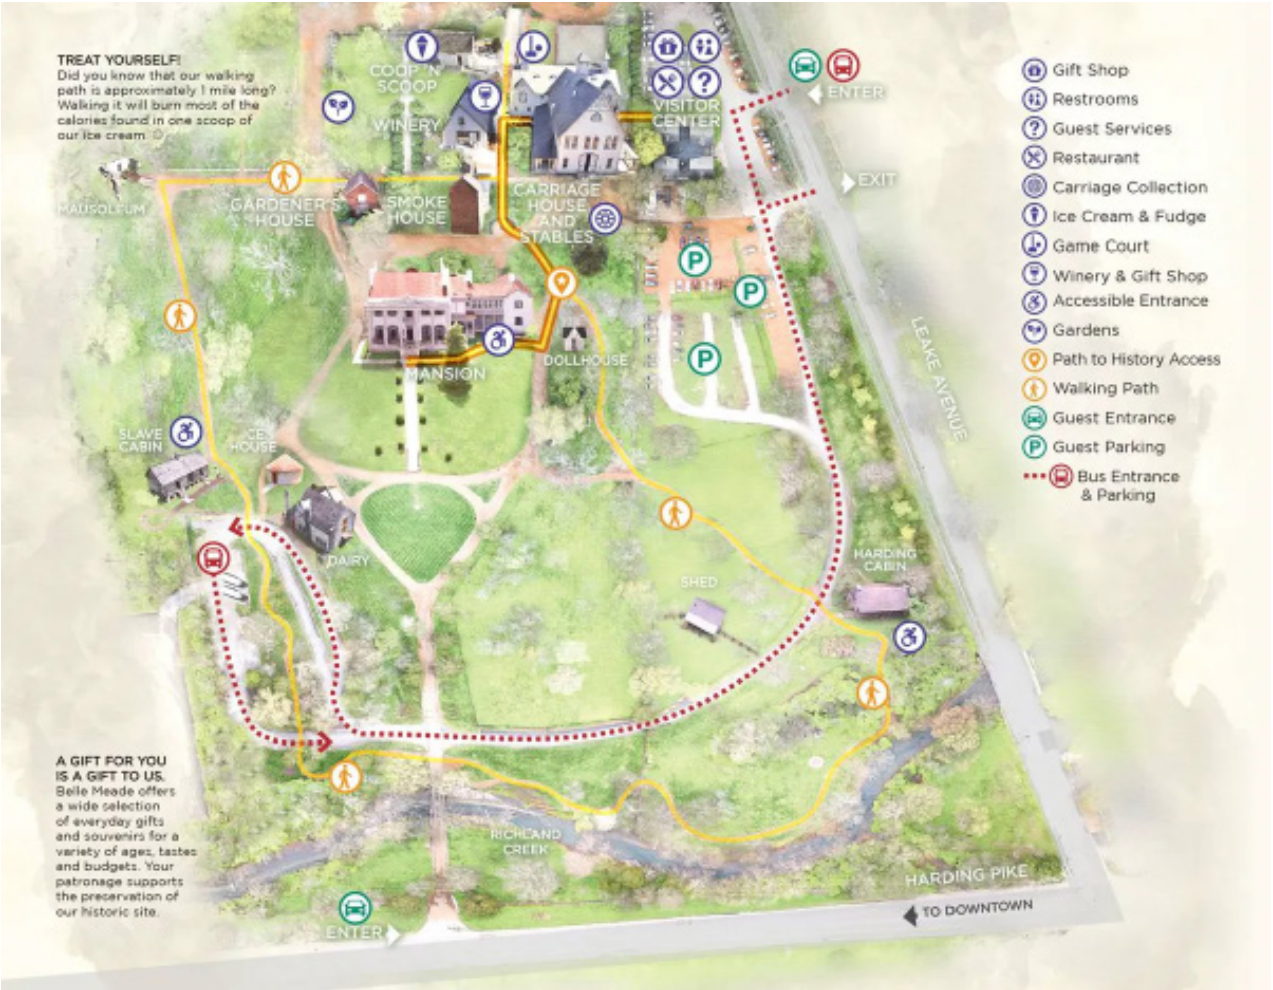 TREAT YOURSELF!
Did you know that our walking
path is approximately 1 mile long?
Walking it will burn most of the
calories found in one scoop of
our ice cream
COOP 'N
SCOOP
WINERY
VISITOR
CENTER
ENTER
EXIT
MAUSOLEUM
GARDENER'S
HOUSE
SMOKE
HOUSE
CARRIAGE
HOUSE
AND
STABLES
P
P
P
MANSION
DOLLHOUSE
LEAKE AVENUE
SLAVE
CABIN
ICE
HOUSE
DAIRY
SHED
HARDING
CABIN
RICHLAND
CREEK
HARDING PIKE
TO DOWNTOWN
ENTER
A GIFT FOR YOU
IS A GIFT TO US.
Belle Meade offers
a wide selection
of everyday gifts
and souvenirs for a
variety of ages, tastes
and budgets. Your
patronage supports
the preservation of
our historic site.
Gift Shop
Restrooms
? Guest Services
Restaurant
Carriage Collection
Ice Cream & Fudge
Game Court
Winery & Gift Shop
Accessible Entrance
Gardens
Path to History Access
Walking Path
Guest Entrance
P Guest Parking
Bus Entrance
& Parking